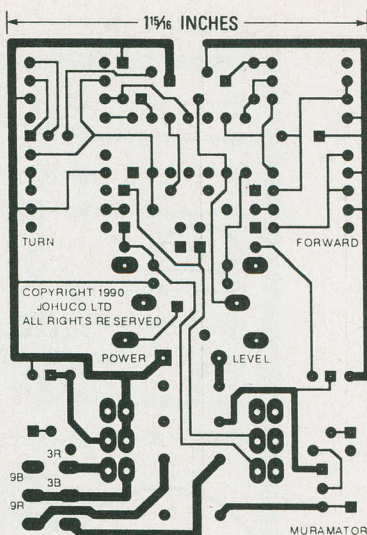 1 15/16 INCHES
TURN
FORWARD
COPYRIGHT 1990
JOHUCO LTD
ALL RIGHTS RESERVED
POWER
LEVEL
3R
9B
3B
9R
MURAMATOR